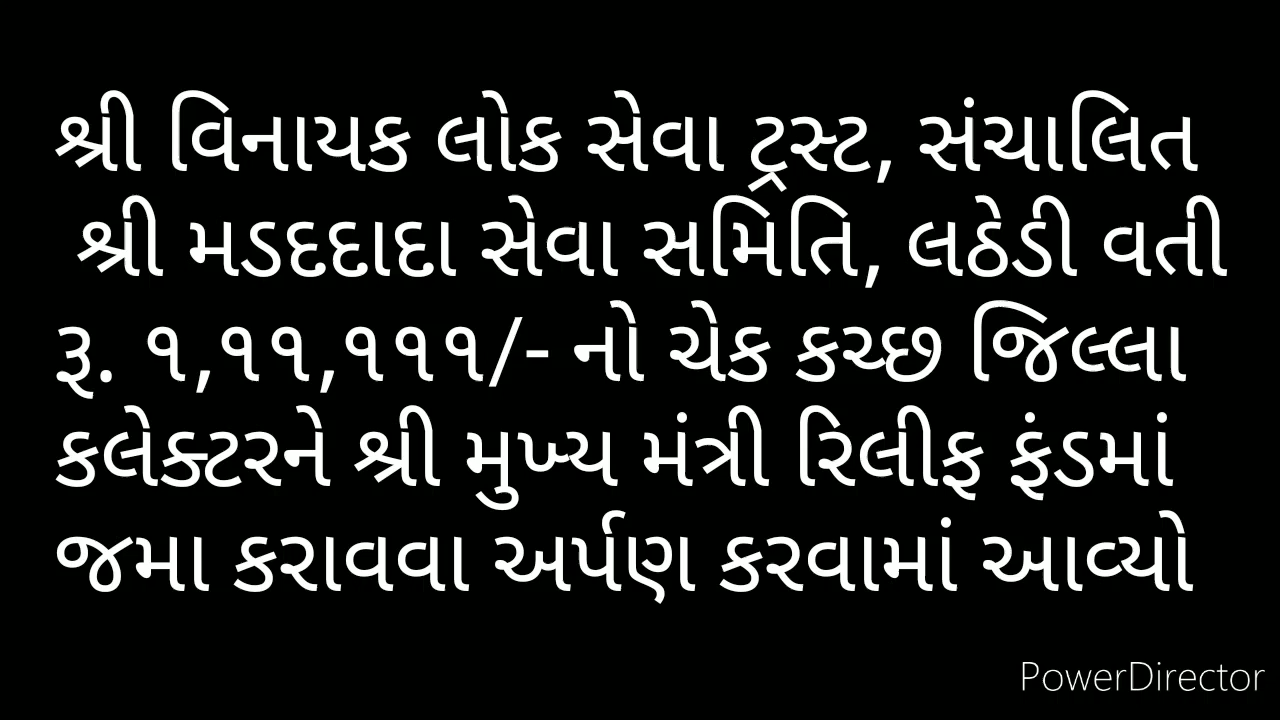 શ્રી વિનાયક લોક સેવા ટ્રસ્ટ, સંચાલિત
શ્રી મડદદાદા સેવા સમિતિ, લઠેડી વતી
રૂ. ૧,૧૧,૧૧૧/- નો ચેક કચ્છ જિલ્લા
કલેક્ટરને શ્રી મુખ્ય મંત્રી રિલીફ ફંડમાં
જમા કરાવવા અર્પણ કરવામાં આવ્યો
PowerDirector